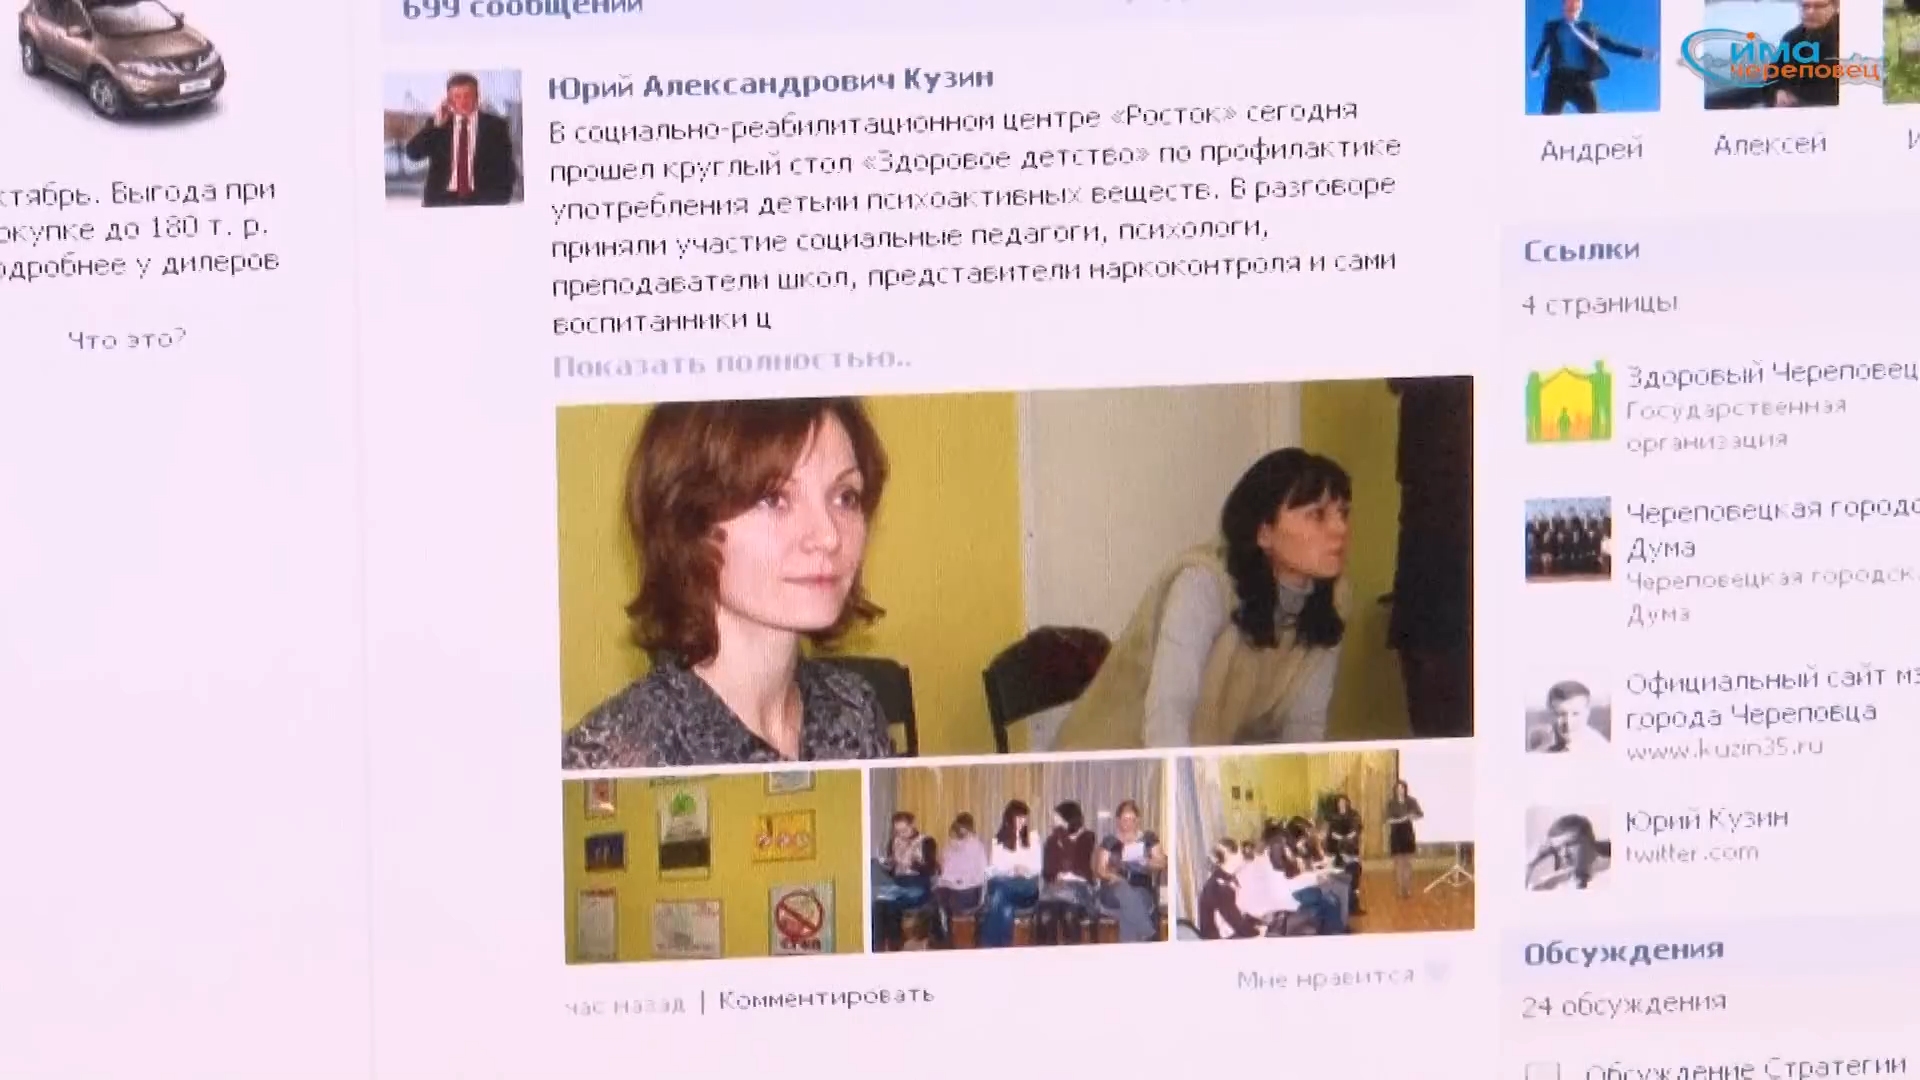 699 сообщений
Юрий Александрович Кузин
В социально-реабилитационном центре «Росток» сегодня
прошел круглый стол «Здоровое детство» по профилактике
употребления детьми психоактивных веществ. В разговоре
приняли участие социальные педагоги, психологи,
преподаватели школ, представители наркоконтроля и сами
воспитанники ц
Показать полностью..
час назад | Комментировать
Мне нравится
ктябрь. Выгода при
окупке до 180 т. р.
одробнее у дилеров
Что это?
Сима
Череповец
Андрей
Алексей
Ссылки
4 страницы
Здоровый Череповец
Государственная
организация
Череповецкая городс
Дума
Череповецкая городск
Дума
Официальный сайт мэ
города Череповца
www.kuzin35.ru
Юрий Кузин
twitter.com
Обсуждения
24 обсуждения
Обсуждение Стратегии